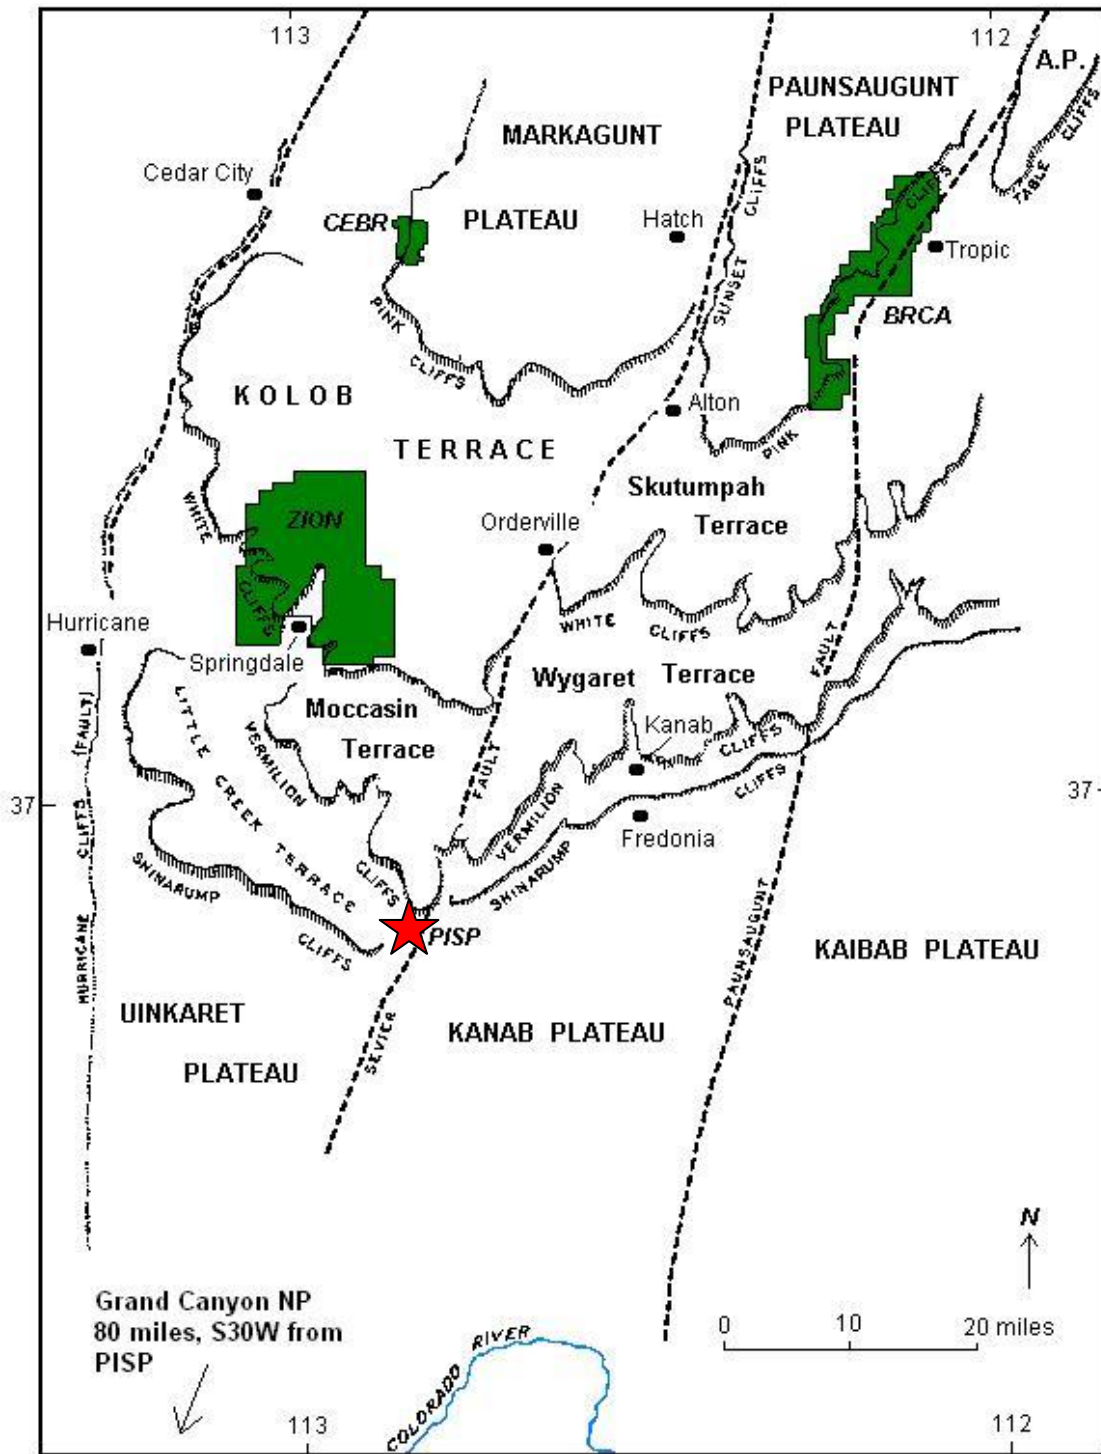 113
112
A.P.
PAUNSAUGUNT
PLATEAU
MARKAGUNT
PLATEAU
TABLE CLIFFS
Cedar City
CEBR
Hatch
SUNSET CLIFFS
CLIFFS
Tropic
BRCA
PINK CLIFFS
KOLOB
TERRACE
Alton
PINK
Skutumpah
Terrace
WHITE
CLIFFS
ZION
Orderville
WHITE CLIFFS
Hurricane
Springdale
Wygaret Terrace
FAULT
Moccasin
Terrace
LITTLE CREEK TERRACE
VERMILION
CLIFFS
Kanab
FAULT
VERMILION
CLIFFS
37
37
HURRICANE CLIFFS (FAULT)
SHINARUMP
CLIFFS
Fredonia
SHINARUMP
CLIFFS
PISP
SEVIER
PAUNSAUGUNT
KAIBAB PLATEAU
UINKARET
PLATEAU
KANAB PLATEAU
N
Grand Canyon NP
80 miles, S30W from
PISP
0 10 20 miles
COLORADO RIVER
113
112